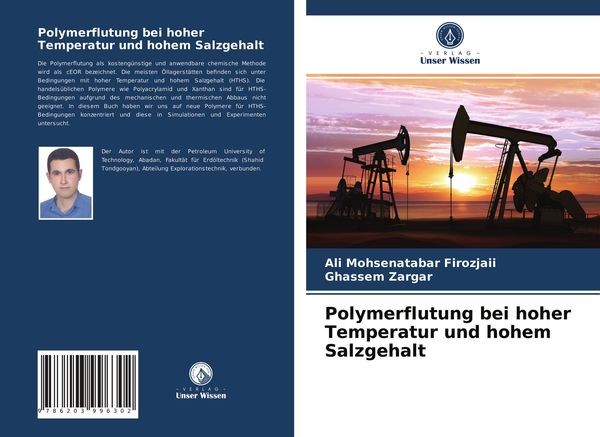 Polymerflutung bei hoher
Temperatur und hohem Salzgehalt
Die Polymerflutung als kostengünstige und anwendbare chemische Methode
wird als cEOR bezeichnet. Die meisten Öllagerstätten befinden sich unter
Bedingungen mit hoher Temperatur und hohem Salzgehalt (HTHS). Die
handelsüblichen Polymere wie Polyacrylamid und Xanthan sind für HTHS-
Bedingungen aufgrund des mechanischen und thermischen Abbaus nicht
geeignet. In diesem Buch haben wir uns auf neue Polymere für HTHS-
Bedingungen konzentriert und diese in Simulationen und Experimenten
untersucht.
Der Autor ist mit der Petroleum University of
Technology, Abadan, Fakultät für Erdöltechnik (Shahid
Tondgooyan), Abteilung Explorationstechnik, verbunden.
9 786203 996302
VERLAG
Unser Wissen
VERLAG
Unser Wissen
Ali Mohsenatabar Firozjaii
Ghassem Zargar
Polymerflutung bei hoher
Temperatur und hohem
Salzgehalt